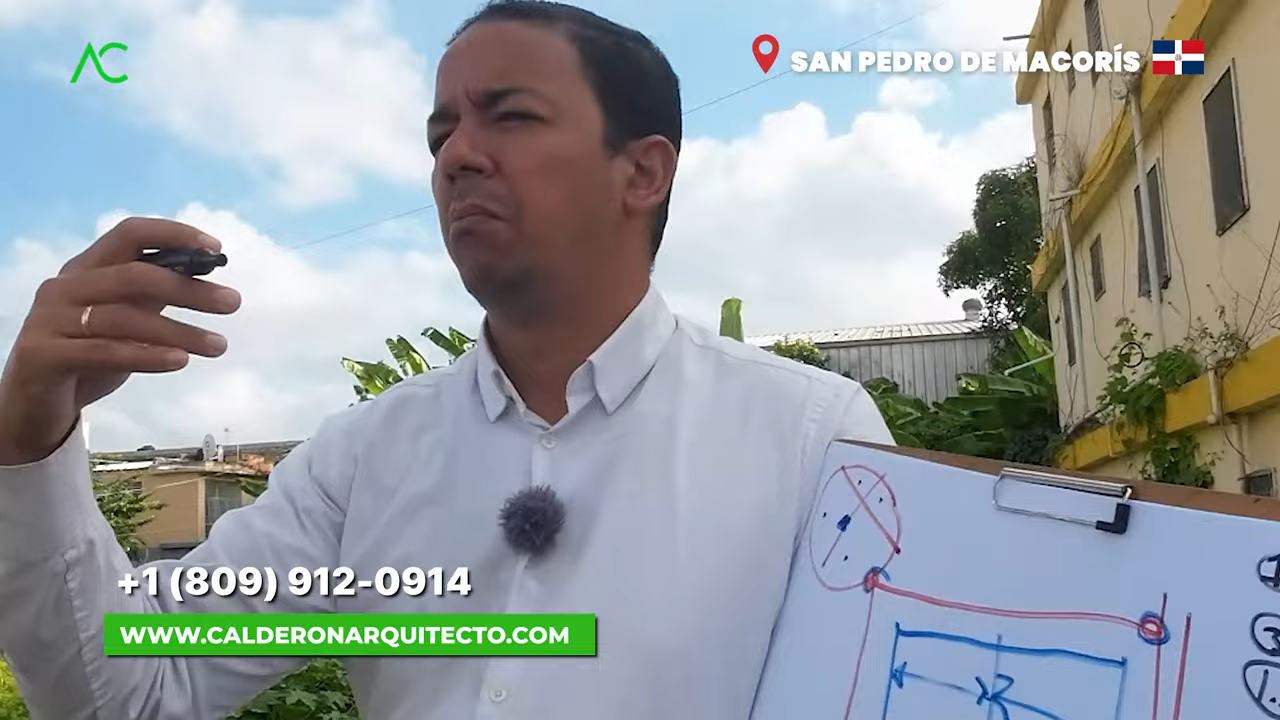 AC
SAN PEDRO DE MACORÍS
+1 (809) 912-0914
WWW.CALDERONARQUITECTO.COM